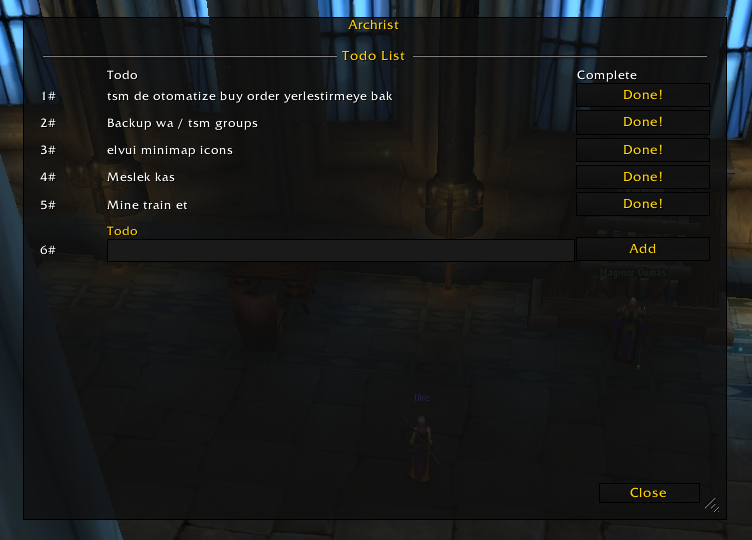 Archrist
Todo List
Todo Complete
1# tsm de otomatize buy order yerlestirmeye bak Done!
2# Backup wa / tsm groups Done!
3# elvui minimap icons Done!
4# Meslek kas Done!
5# Mine train et Done!
Todo
6# Add
Close